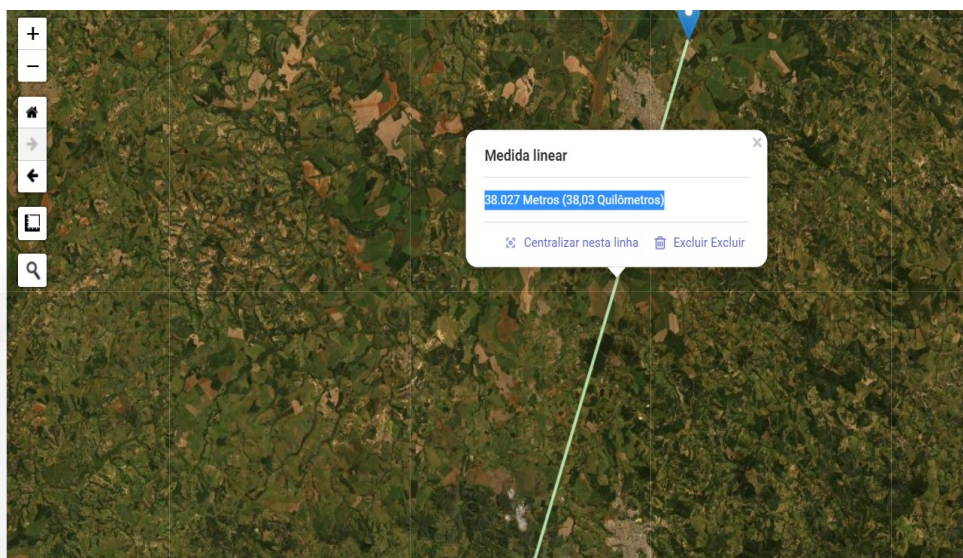 +
−
Medida linear
×
38.027 Metros (38,03 Quilômetros)
Centralizar nesta linha Excluir Excluir